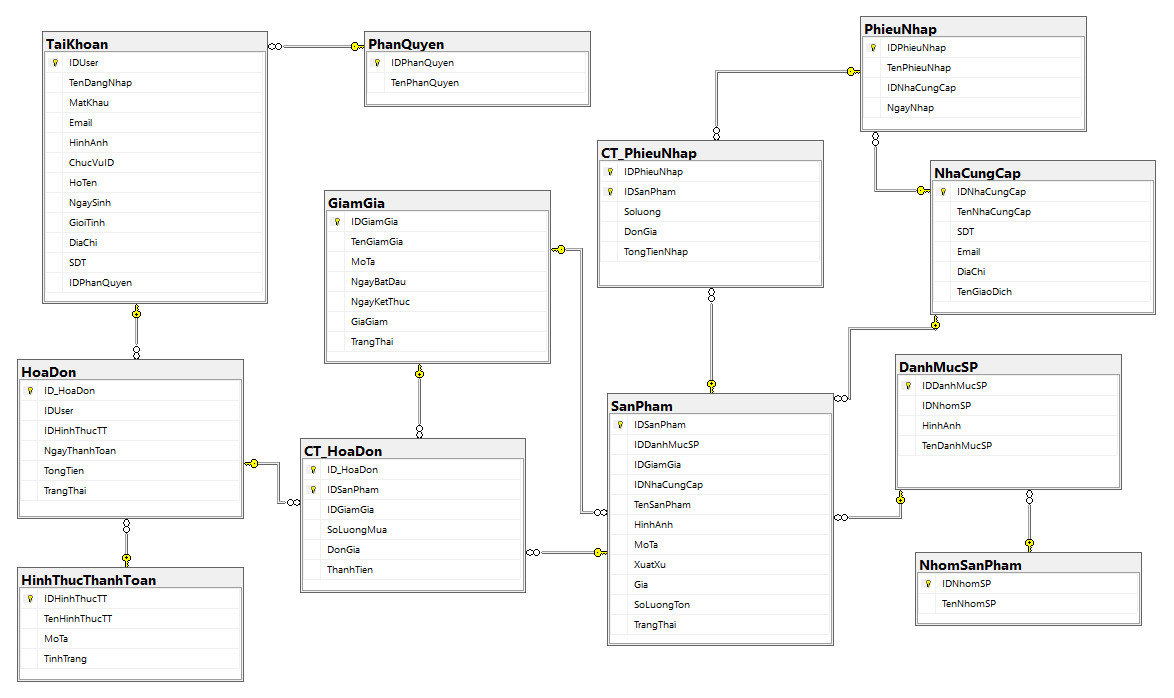 TaiKhoan
IDUser
TenDangNhap
MatKhau
Email
HinhAnh
ChucVuID
HoTen
NgaySinh
GioiTinh
DiaChi
SDT
IDPhanQuyen
PhanQuyen
IDPhanQuyen
TenPhanQuyen
PhieuNhap
IDPhieuNhap
TenPhieuNhap
IDNhaCungCap
NgayNhap
CT_PhieuNhap
IDPhieuNhap
IDSanPham
Soluong
DonGia
TongTienNhap
NhaCungCap
IDNhaCungCap
TenNhaCungCap
SDT
Email
DiaChi
TenGiaoDich
GiamGia
IDGiamGia
TenGiamGia
MoTa
NgayBatDau
NgayKetThuc
GiaGiam
TrangThai
HoaDon
ID_HoaDon
IDUser
IDHinhThucTT
NgayThanhToan
TongTien
TrangThai
CT_HoaDon
ID_HoaDon
IDSanPham
IDGiamGia
SoLuongMua
DonGia
ThanhTien
SanPham
IDSanPham
IDDanhMucSP
IDGiamGia
IDNhaCungCap
TenSanPham
HinhAnh
MoTa
XuatXu
Gia
SoLuongTon
TrangThai
DanhMucSP
IDDanhMucSP
IDNhomSP
HinhAnh
TenDanhMucSP
HinhThucThanhToan
IDHinhThucTT
TenHinhThucTT
MoTa
TinhTrang
NhomSanPham
IDNhomSP
TenNhomSP